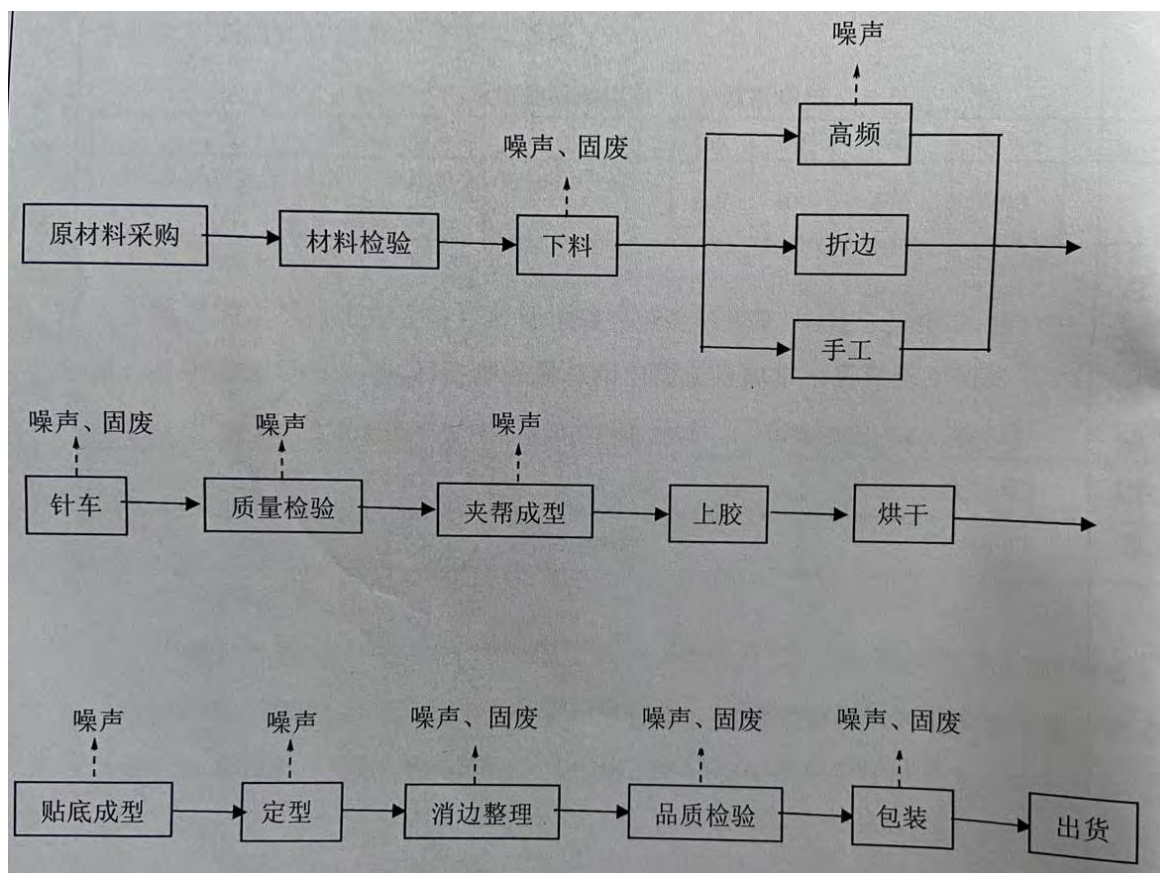 噪声
高频
噪声、固废
原材料采购
材料检验
下料
折边
手工
噪声、固废
噪声
噪声
针车
质量检验
夹帮成型
上胶
烘干
噪声
噪声
噪声、固废
噪声、固废
噪声、固废
贴底成型
定型
消边整理
品质检验
包装
出货